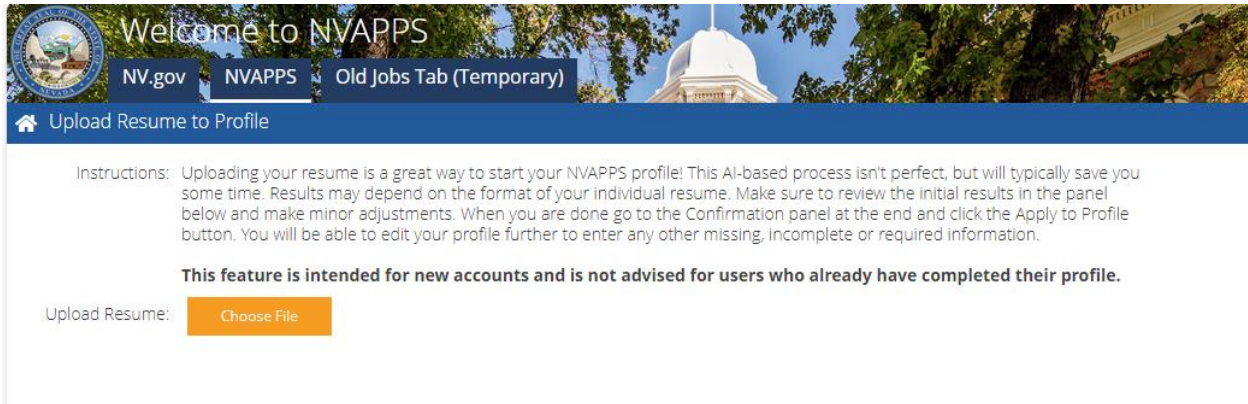 Welcome to NVAPPS
NV.gov NVAPPS Old Jobs Tab (Temporary)
Upload Resume to Profile
Instructions: Uploading your resume is a great way to start your NVAPPS profile! This AI-based process isn't perfect, but will typically save you
some time. Results may depend on the format of your individual resume. Make sure to review the initial results in the panel
below and make minor adjustments. When you are done go to the Confirmation panel at the end and click the Apply to Profile
button. You will be able to edit your profile further to enter any other missing, incomplete or required information.
This feature is intended for new accounts and is not advised for users who already have completed their profile.
Upload Resume: Choose File